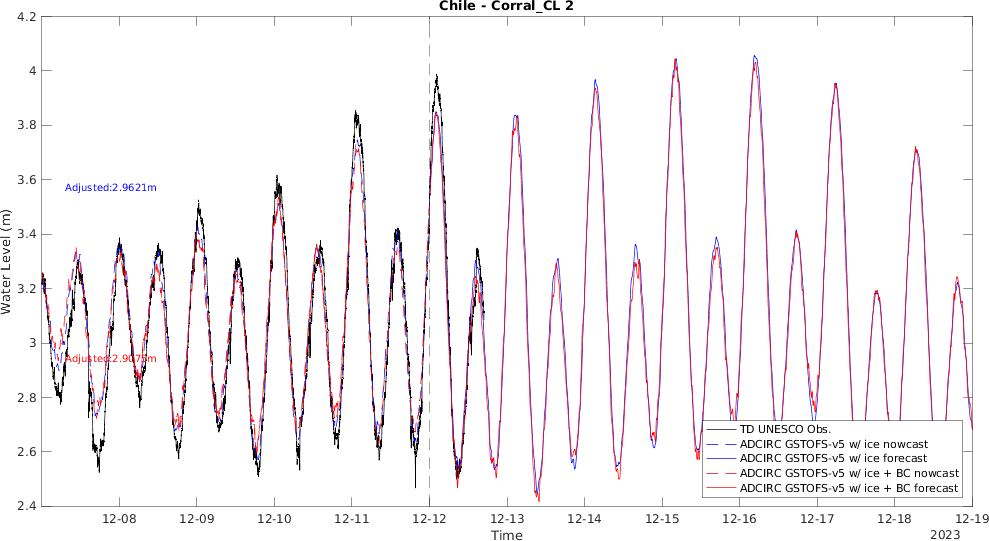 Chile - Corral_CL 2
4.2
4
3.8
3.6
3.4
3.2
3
2.8
2.6
2.4
Water Level (m)
Adjusted:2.9621m
Adjusted:2.9075m
TD UNESCO Obs.
ADCIRC GSTOFS-v5 w/ ice nowcast
ADCIRC GSTOFS-v5 w/ ice forecast
ADCIRC GSTOFS-v5 w/ ice + BC nowcast
ADCIRC GSTOFS-v5 w/ ice + BC forecast
12-08 12-09 12-10 12-11 12-12 12-13 12-14 12-15 12-16 12-17 12-18 12-19
Time
2023